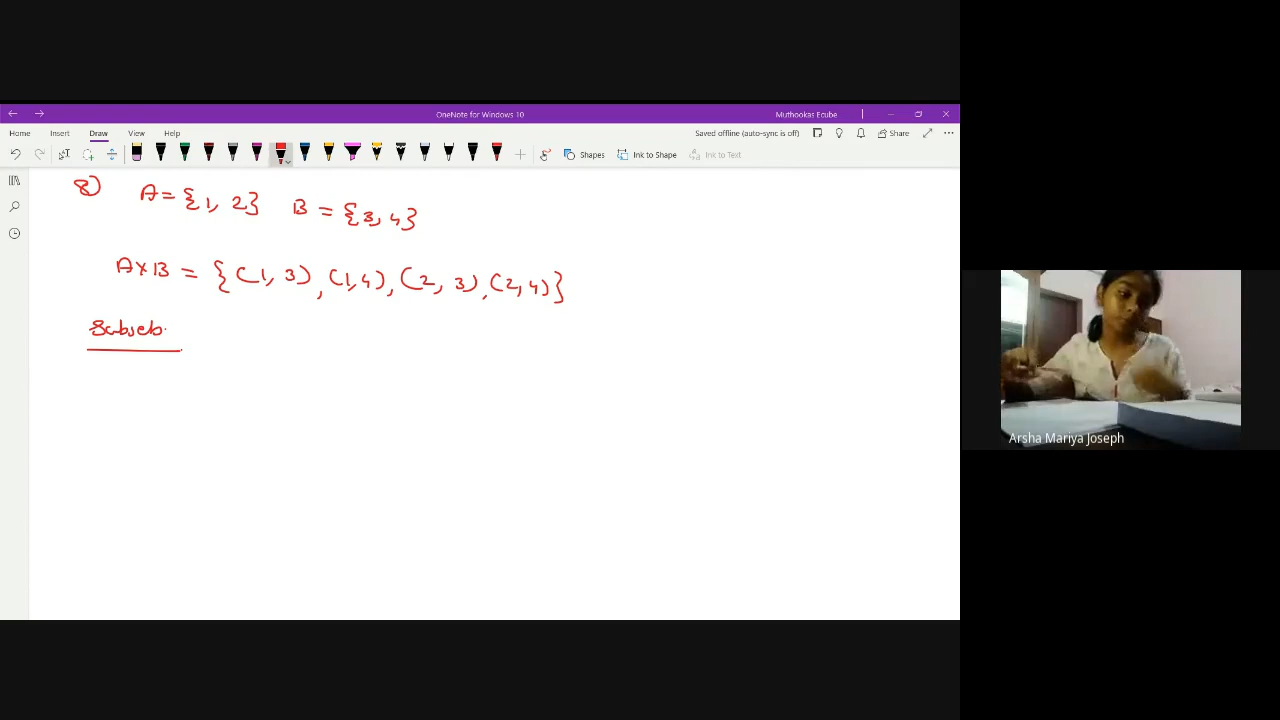 OneNote for Windows 10
Muthookas Ecube
Home Insert Draw View Help
Saved offline (auto-sync is off)
Share
Shapes
Ink to Shape
Ink to Text
8) A = {1, 2} B = {3, 4}
A×B = {(1, 3), (1,4), (2, 3), (2,4)}
Subsets
Arsha Mariya Joseph